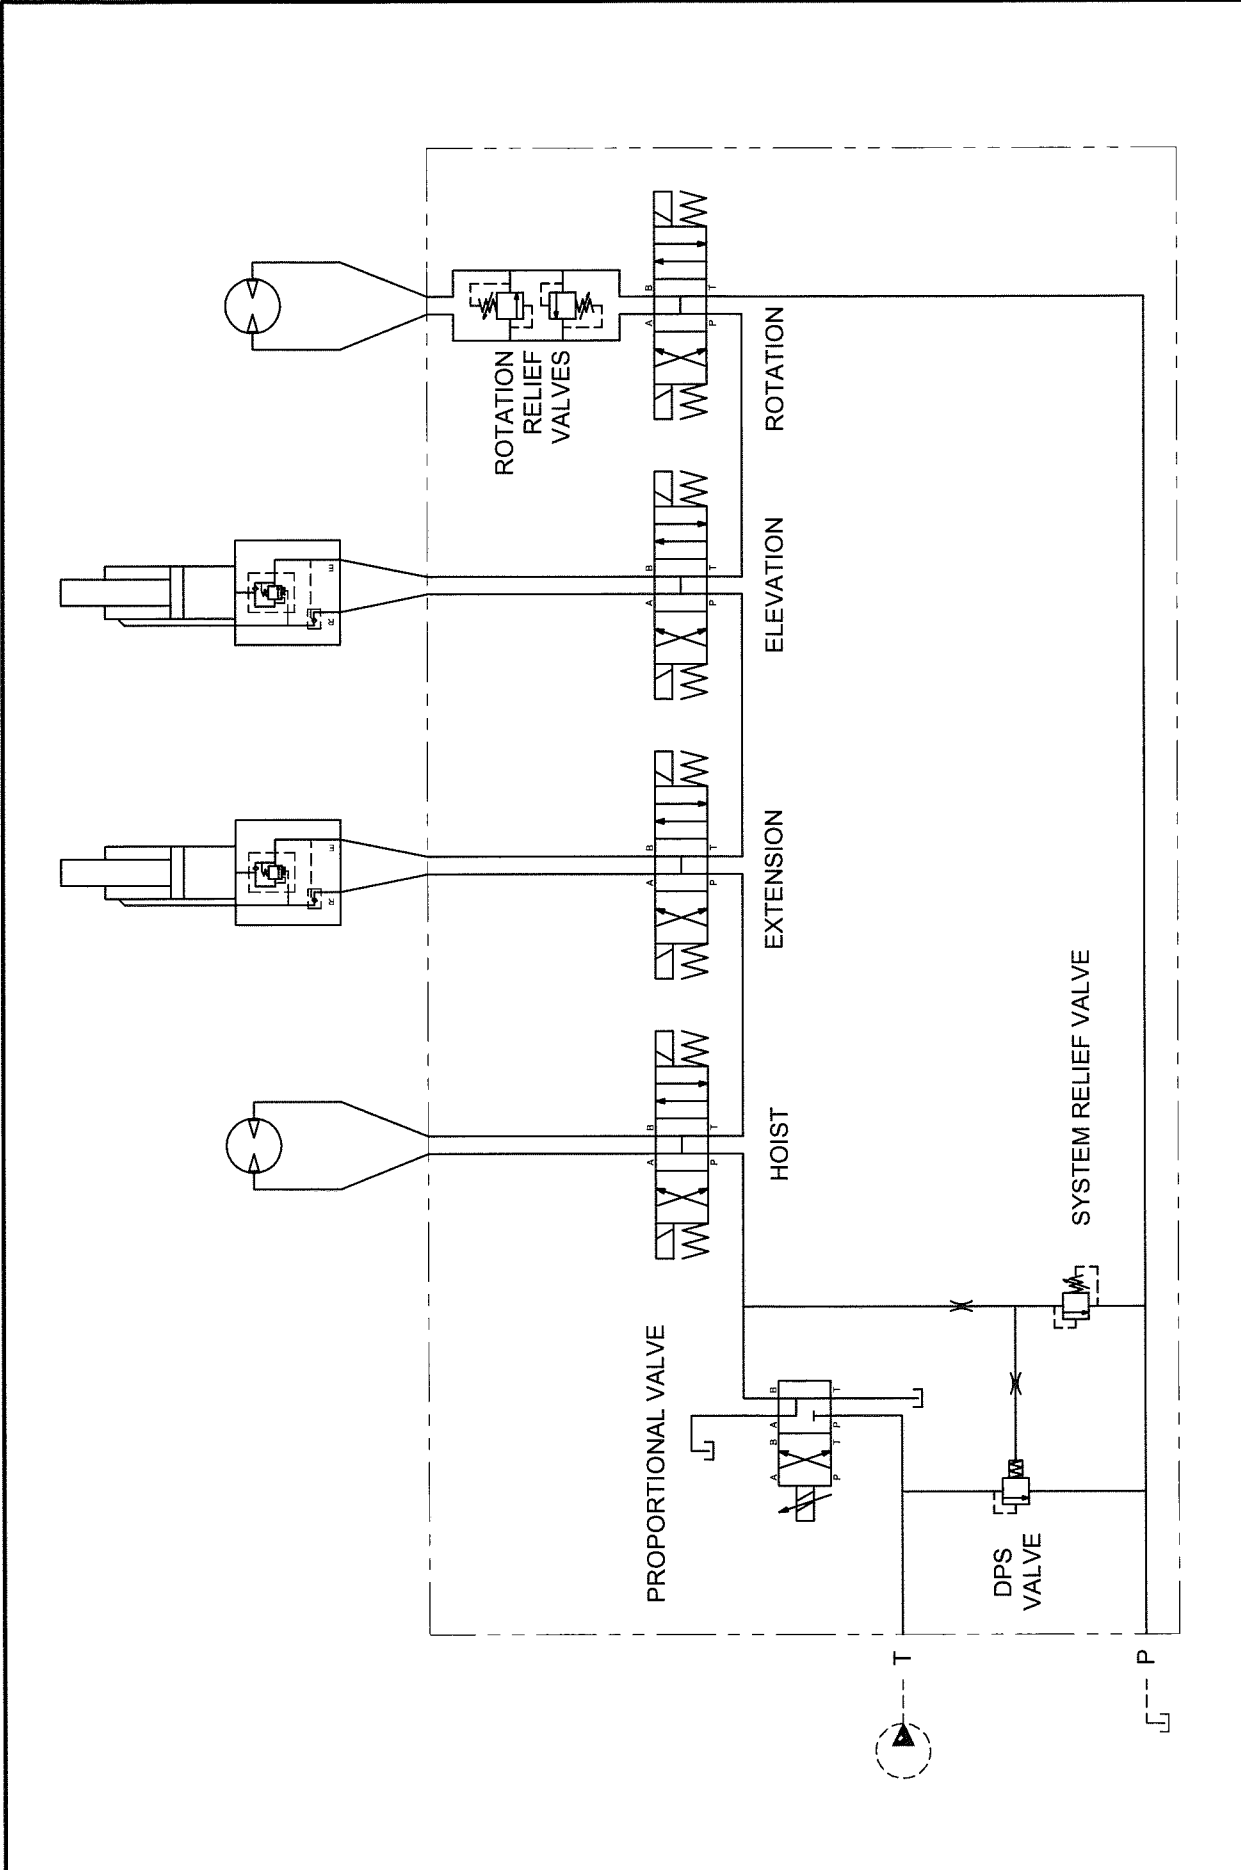 R E
R E
ROTATION
RELIEF
VALVES
PROPORTIONAL VALVE
A B
A B
A B
A B
P T
P T
P T
P T
HOIST
EXTENSION
ELEVATION
ROTATION
A B A B
P T P T
T
DPS
VALVE
SYSTEM RELIEF VALVE
P